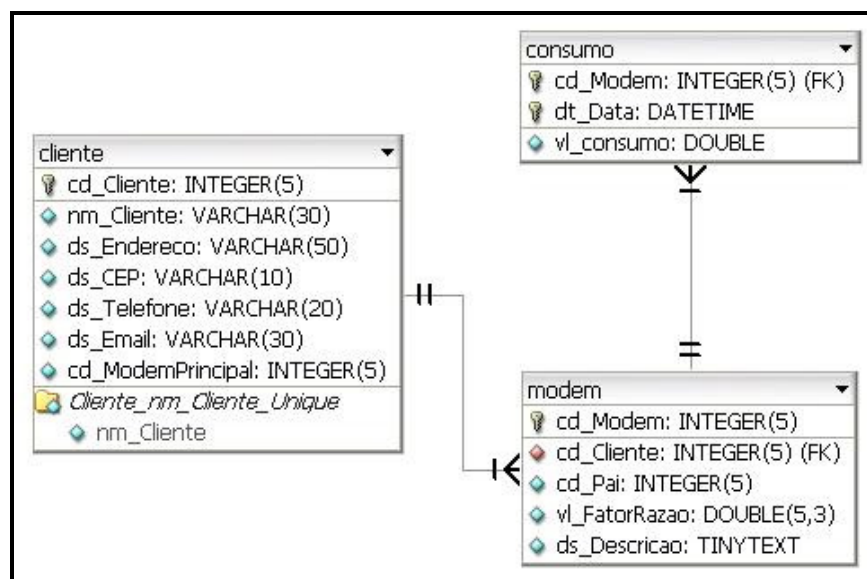 consumo
cd_Modem: INTEGER(5) (FK)
dt_Data: DATETIME
vl_consumo: DOUBLE
cliente
cd_Cliente: INTEGER(5)
nm_Cliente: VARCHAR(30)
ds_Endereco: VARCHAR(50)
ds_CEP: VARCHAR(10)
ds_Telefone: VARCHAR(20)
ds_Email: VARCHAR(30)
cd_ModemPrincipal: INTEGER(5)
Cliente_nm_Cliente_Unique
nm_Cliente
modem
cd_Modem: INTEGER(5)
cd_Cliente: INTEGER(5) (FK)
cd_Pai: INTEGER(5)
vl_FatorRazao: DOUBLE(5,3)
ds_Descricao: TINYTEXT